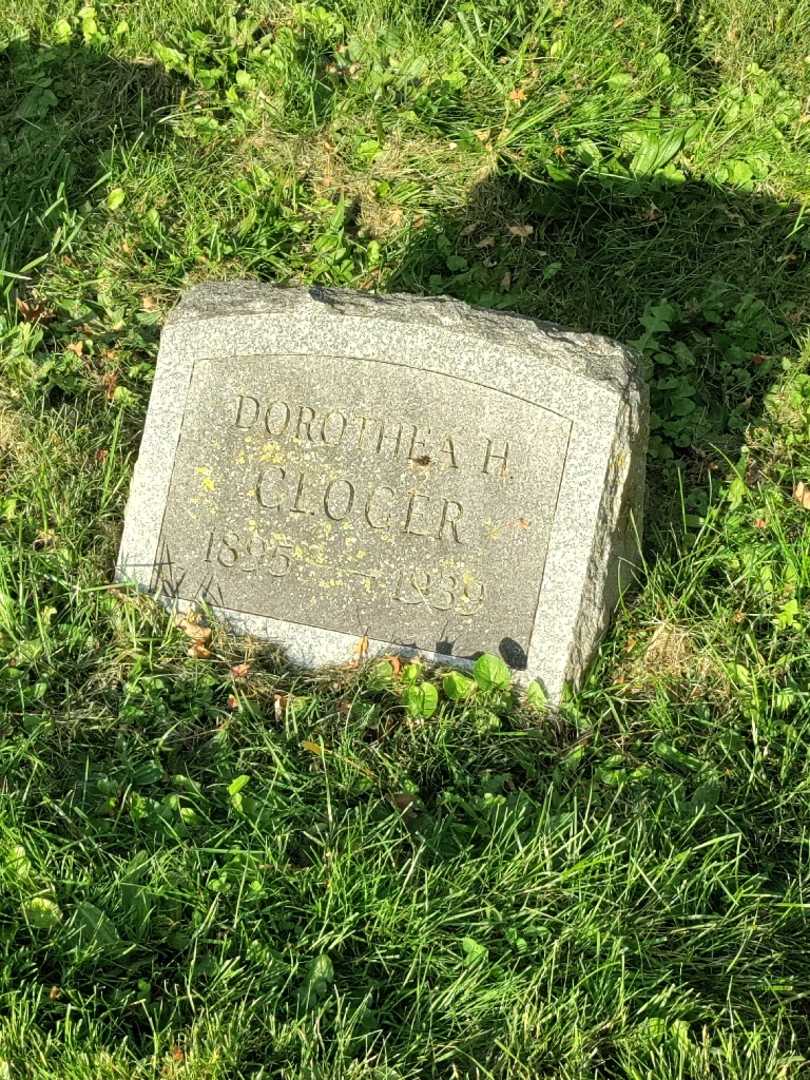 DOROTHEA H.
CLOGER
1895 — 1939